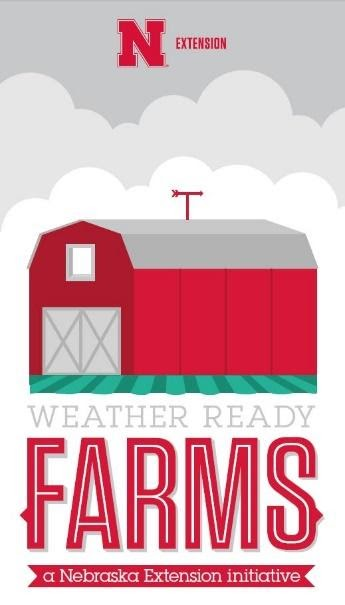 N EXTENSION
WEATHER READY
FARMS
a Nebraska Extension initiative